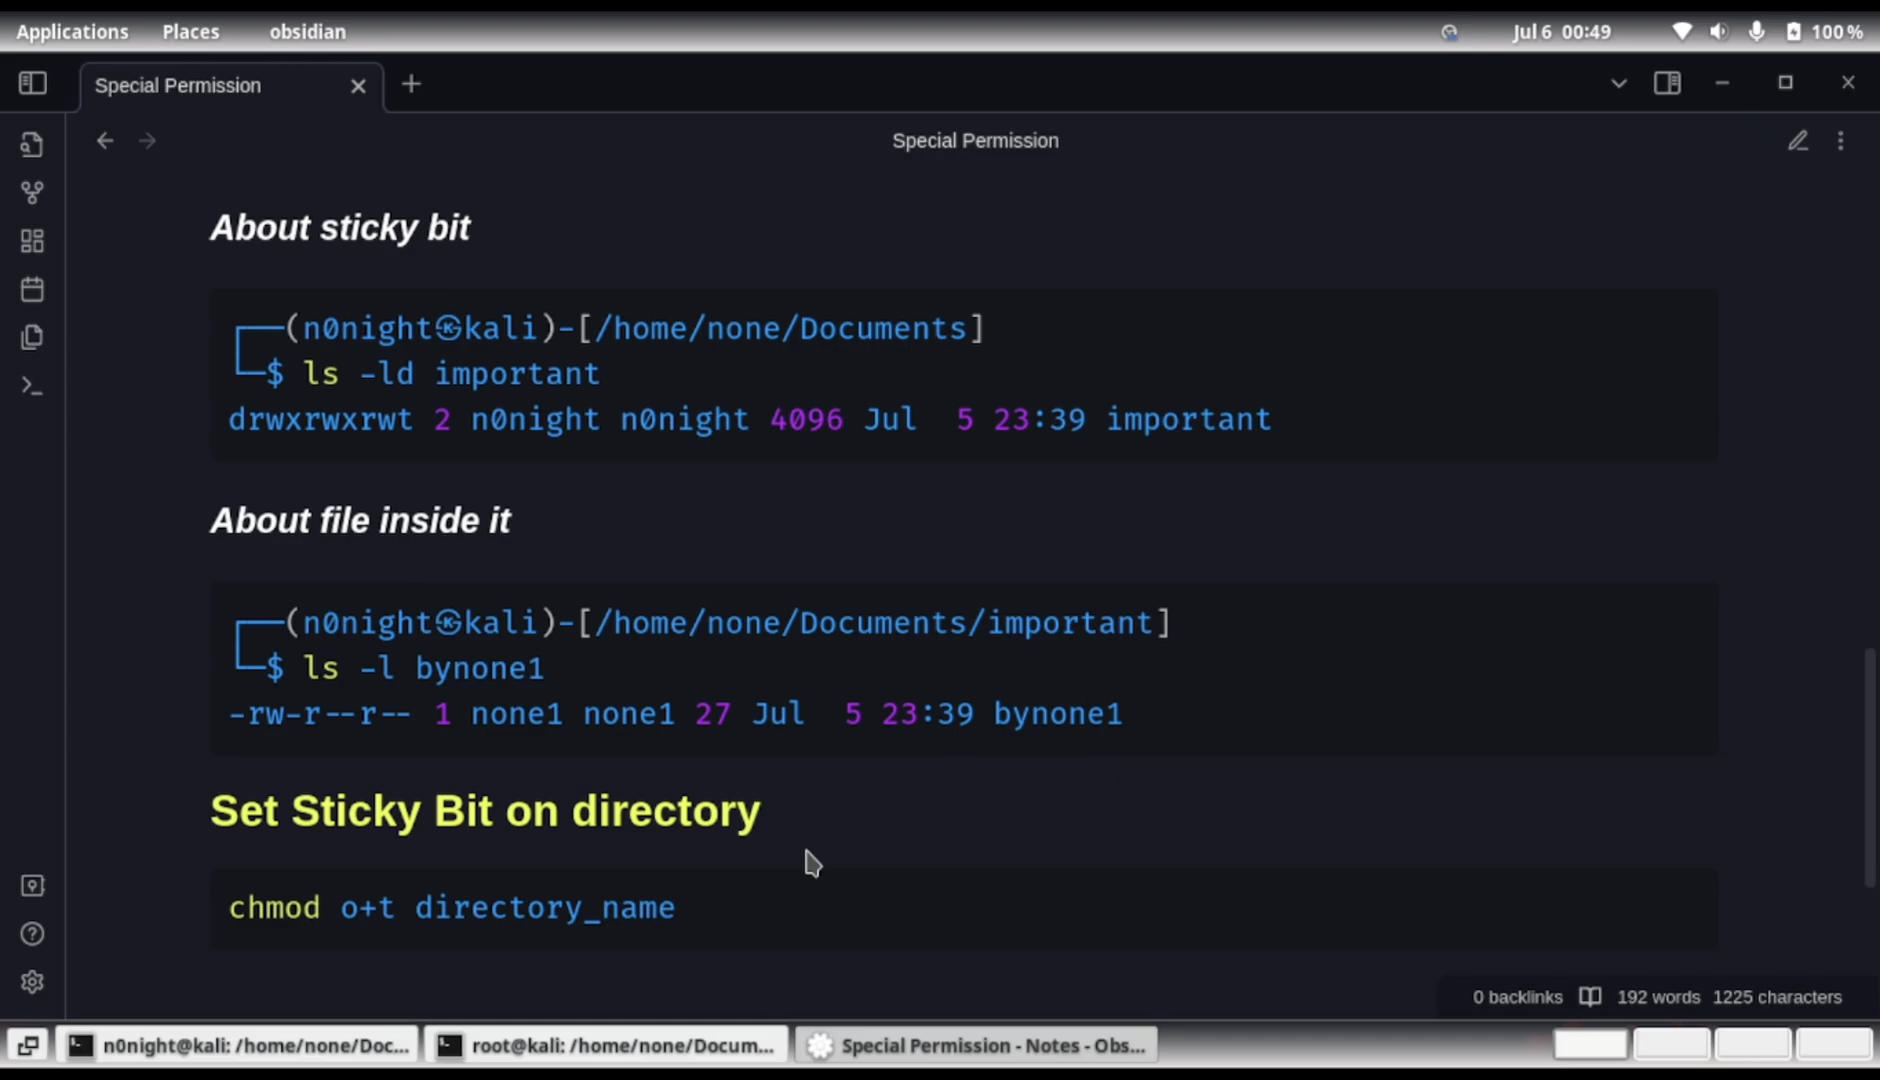 Applications Places obsidian Jul 6 00:49 100 %
Special Permission
Special Permission
About sticky bit
┌──(n0night㉿kali)-[/home/none/Documents]
└─$ ls -ld important
drwxrwxrwt 2 n0night n0night 4096 Jul  5 23:39 important
About file inside it
┌──(n0night㉿kali)-[/home/none/Documents/important]
└─$ ls -l bynone1
-rw-r--r-- 1 none1 none1 27 Jul  5 23:39 bynone1
Set Sticky Bit on directory
chmod o+t directory_name
0 backlinks 192 words 1225 characters
n0night@kali: /home/none/Doc... root@kali: /home/none/Docum... Special Permission - Notes - Obs...